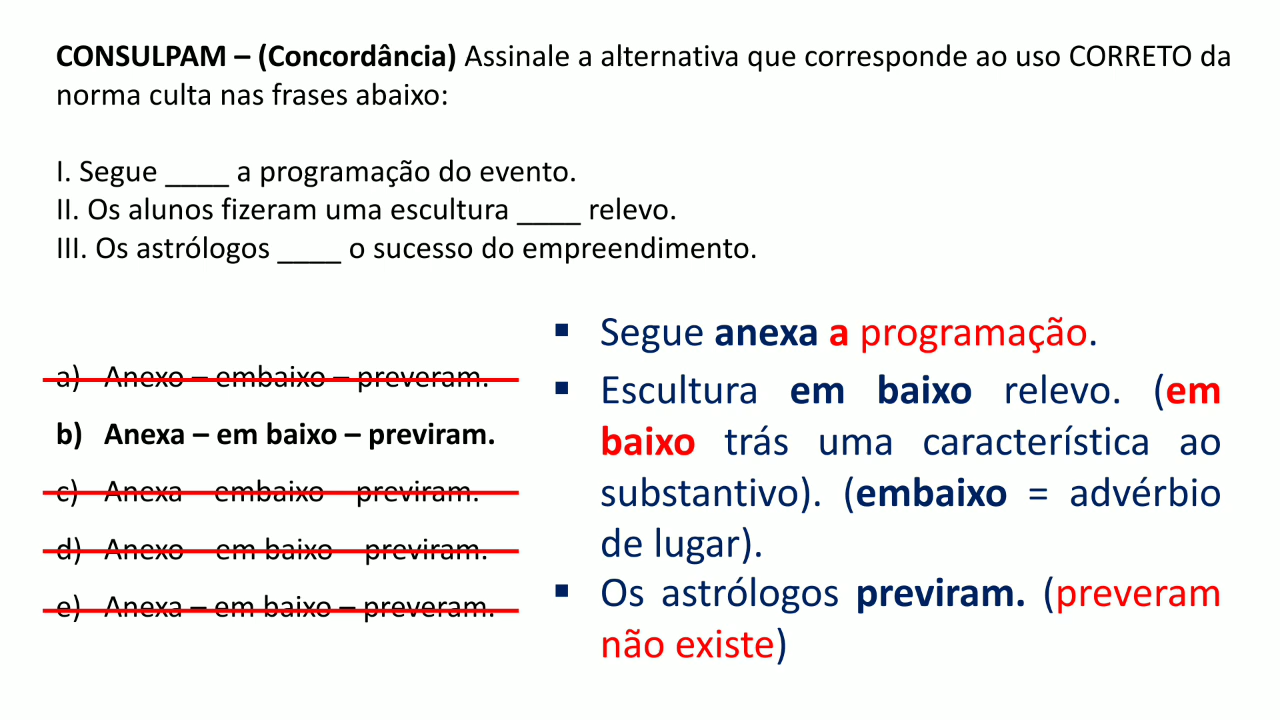 CONSULPAM – (Concordância) Assinale a alternativa que corresponde ao uso CORRETO da
norma culta nas frases abaixo:
I. Segue ____ a programação do evento.
II. Os alunos fizeram uma escultura ____ relevo.
III. Os astrólogos ____ o sucesso do empreendimento.
a) Anexo – embaixo – preveram.
b) Anexa – em baixo – previram.
c) Anexa – embaixo – previram.
d) Anexo – em baixo – previram.
e) Anexa – em baixo – preveram.
▪ Segue anexa a programação.
▪ Escultura em baixo relevo. (em
baixo trás uma característica ao
substantivo). (embaixo = advérbio
de lugar).
▪ Os astrólogos previram. (preveram
não existe)